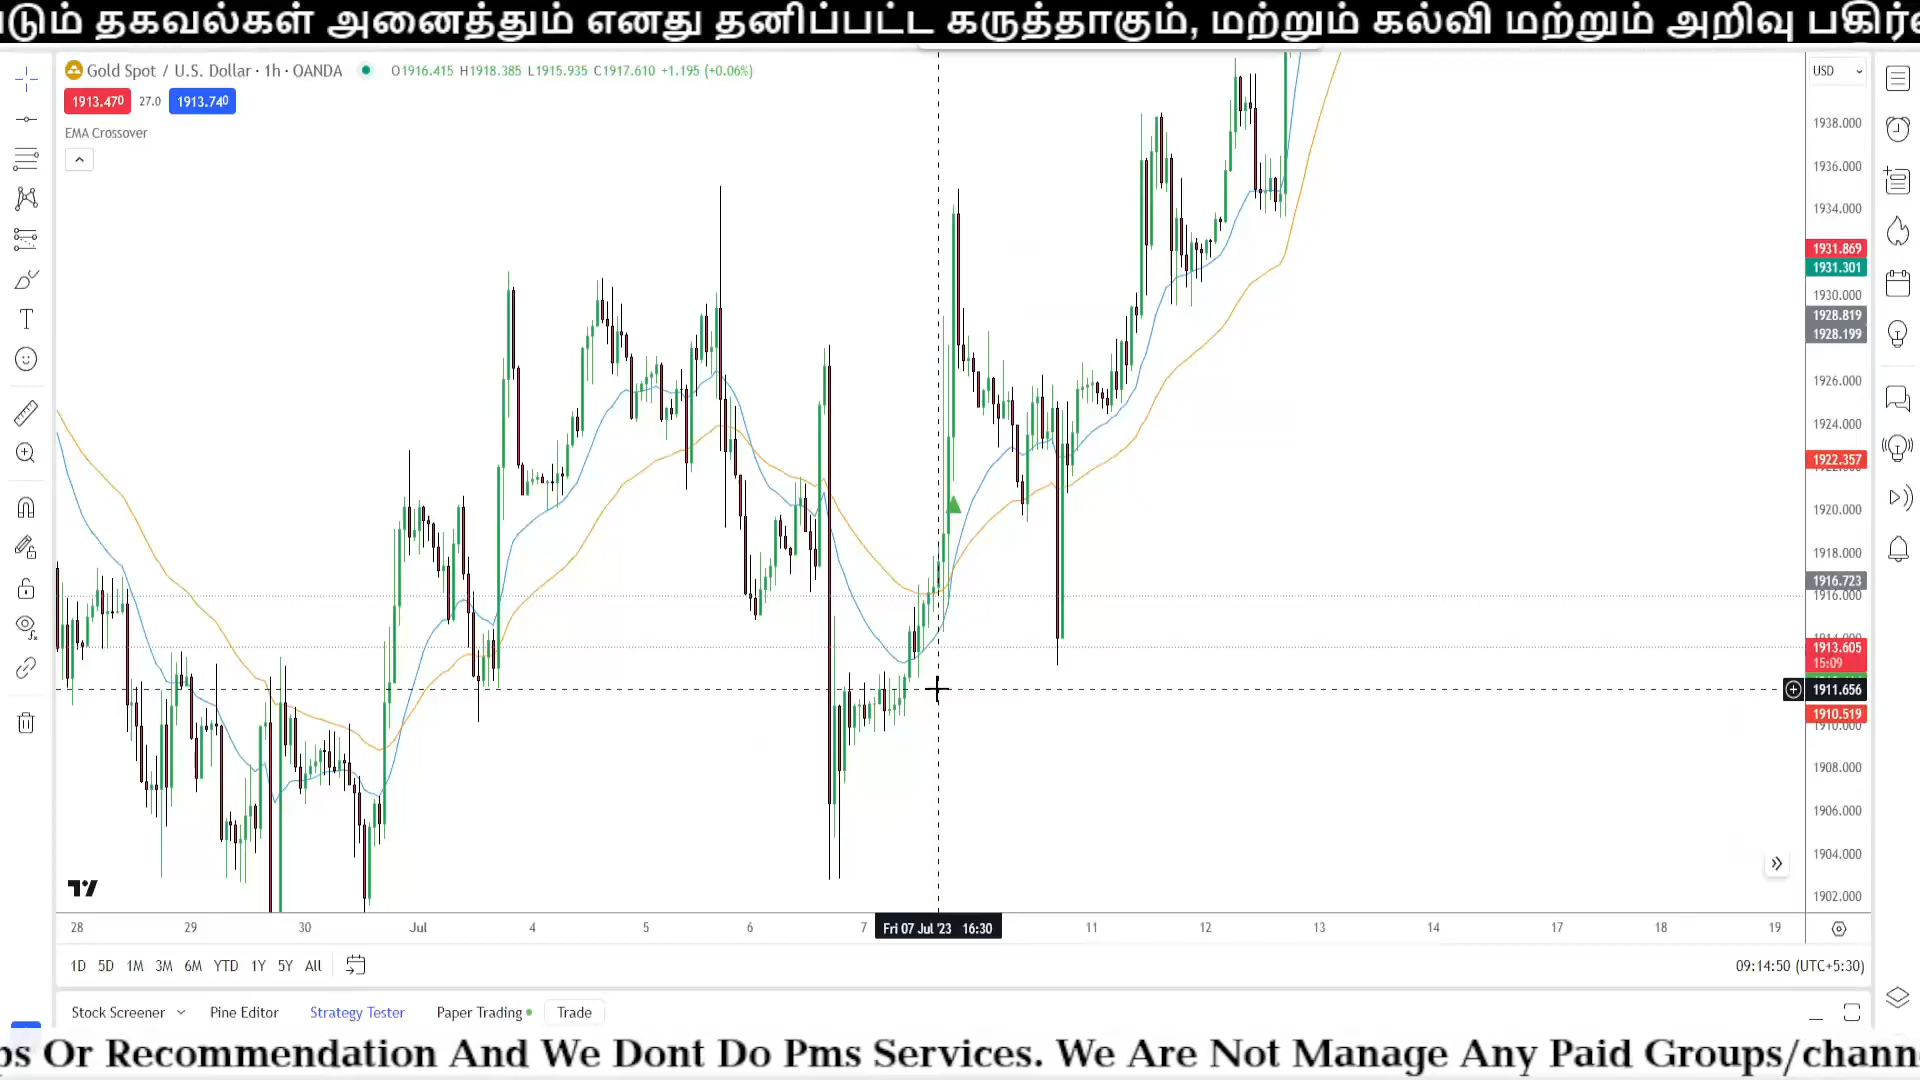 டும் தகவல்கள் அனைத்தும் எனது தனிப்பட்ட கருத்தாகும், மற்றும் கல்வி மற்றும் அறிவு
Gold Spot / U.S. Dollar · 1h · OANDA O1916.415 H1918.385 L1915.935 C1917.610 +1.195 (+0.06%)
USD
1913.470 27.0 1913.740
EMA Crossover
1938.000
1936.000
1934.000
1931.869
1931.301
1930.000
1928.819
1928.199
1926.000
1924.000
1922.357
1920.000
1918.000
1916.723
1916.000
1913.605
15:09
1911.656
1910.519
1910.000
1908.000
1906.000
1904.000
1902.000
28 29 30 Jul 4 5 6 7 Fri 07 Jul '23 16:30 11 12 13 14 17 18 19
1D 5D 1M 3M 6M YTD 1Y 5Y All 09:14:50 (UTC+5:30)
Stock Screener Pine Editor Strategy Tester Paper Trading Trade
Or Recommendation And We Dont Do Pms Services. We Are Not Manage Any Paid Groups/chann